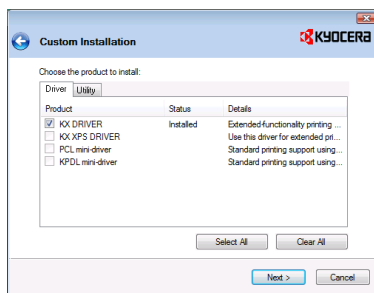 Custom Installation
KYOCERA
Choose the product to install:
Driver Utility
Product Status Details
KX DRIVER Installed Extended-functionality printing ...
KX XPS DRIVER Use this driver for extended pri...
PCL mini-driver Standard printing support using...
KPDL mini-driver Standard printing support using...
Select All Clear All
Next > Cancel